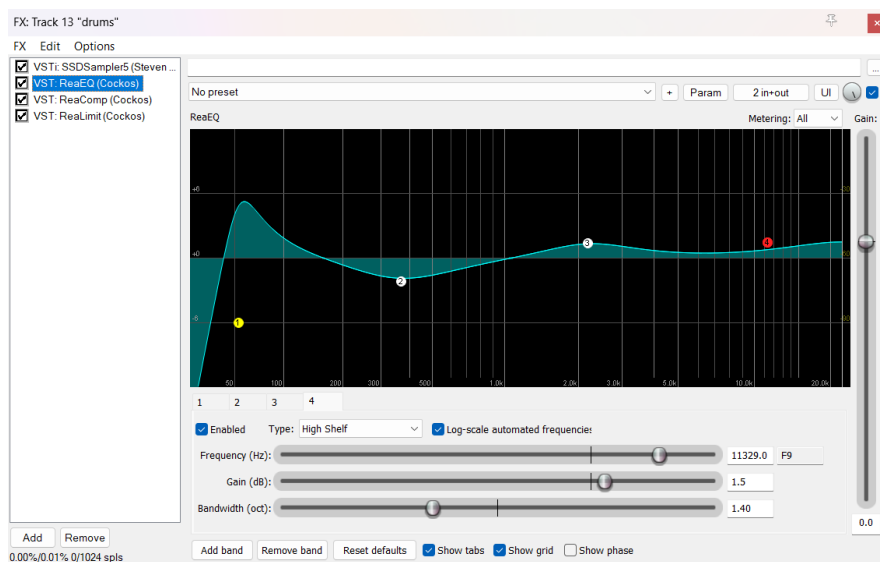 FX: Track 13 "drums"
FX Edit Options
VSTi: SSDSampler5 (Steven ...
VST: ReaEQ (Cockos)
VST: ReaComp (Cockos)
VST: ReaLimit (Cockos)
...
No preset
+ Param 2 in+out UI
ReaEQ Metering: All Gain:
+6 -30
+0 -60
-6 -90
1 2 3 4
50 100 200 300 500 1.0k 2.0k 3.0k 5.0k 10.0k 20.0k
1 2 3 4
Enabled Type: High Shelf Log-scale automated frequencies
Frequency (Hz): 11329.0 F9
Gain (dB): 1.5
Bandwidth (oct): 1.40
0.0
Add Remove
Add band Remove band Reset defaults Show tabs Show grid Show phase
0.00%/0.01% 0/1024 spls